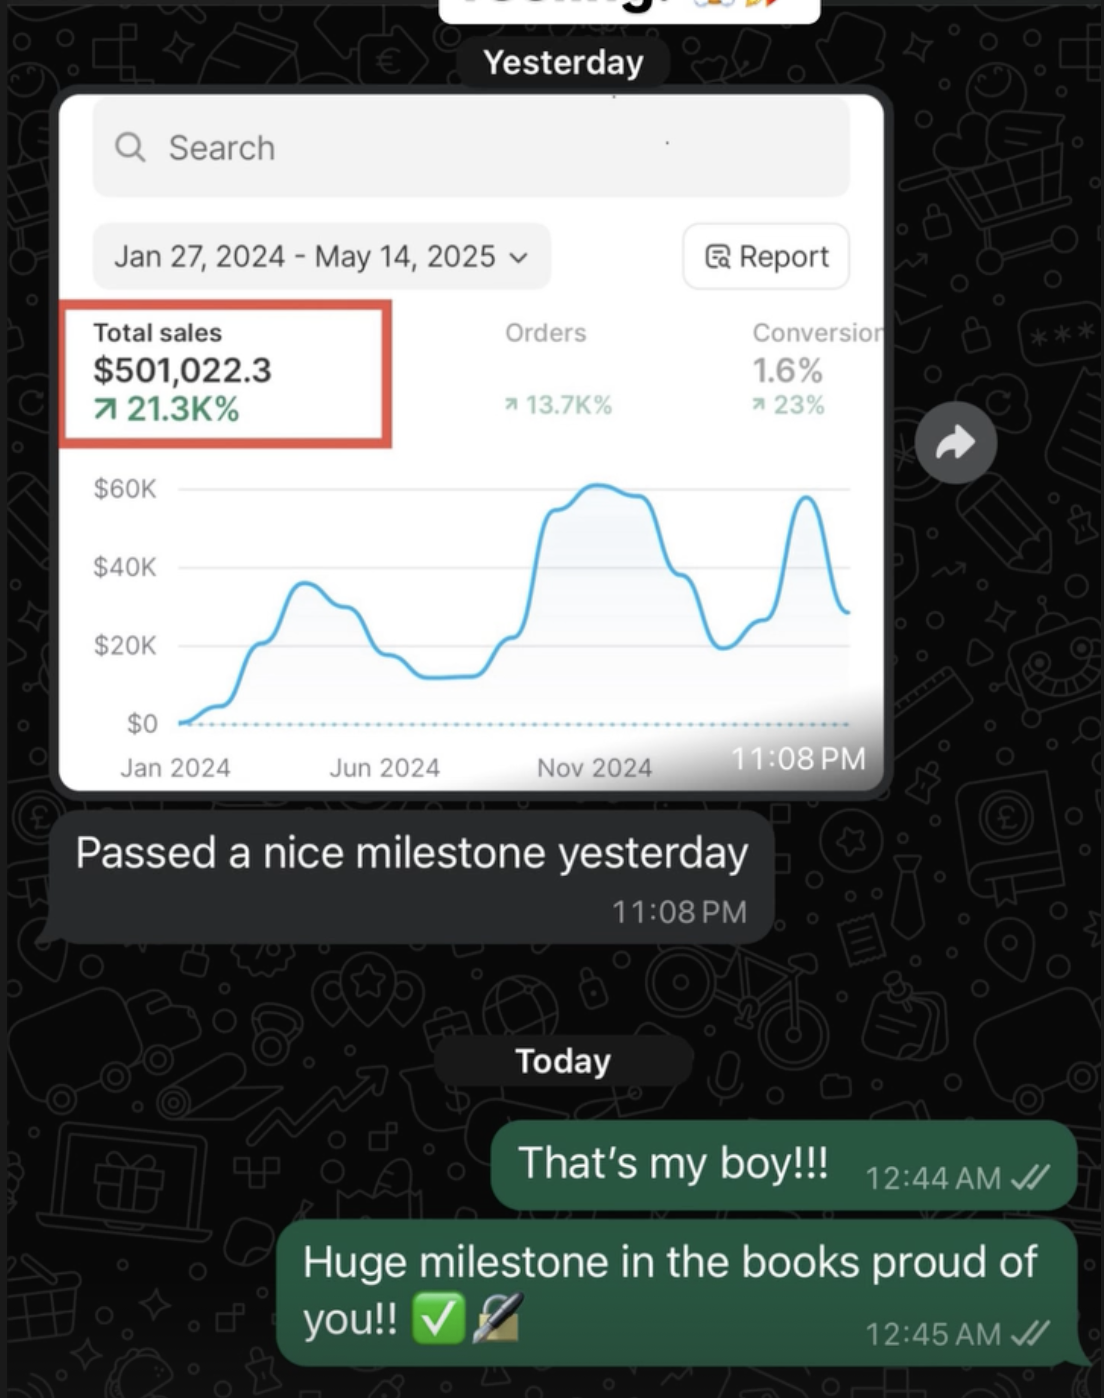 Yesterday
Search
Jan 27, 2024 - May 14, 2025
Report
Total sales
Orders
Conversion
$501,022.3
1.6%
21.3K%
13.7K%
23%
$60K
$40K
$20K
$0
Jan 2024
Jun 2024
Nov 2024
11:08 PM
Passed a nice milestone yesterday
11:08 PM
Today
That's my boy!!!
12:44 AM
Huge milestone in the books proud of
you!! ✅🔏
12:45 AM